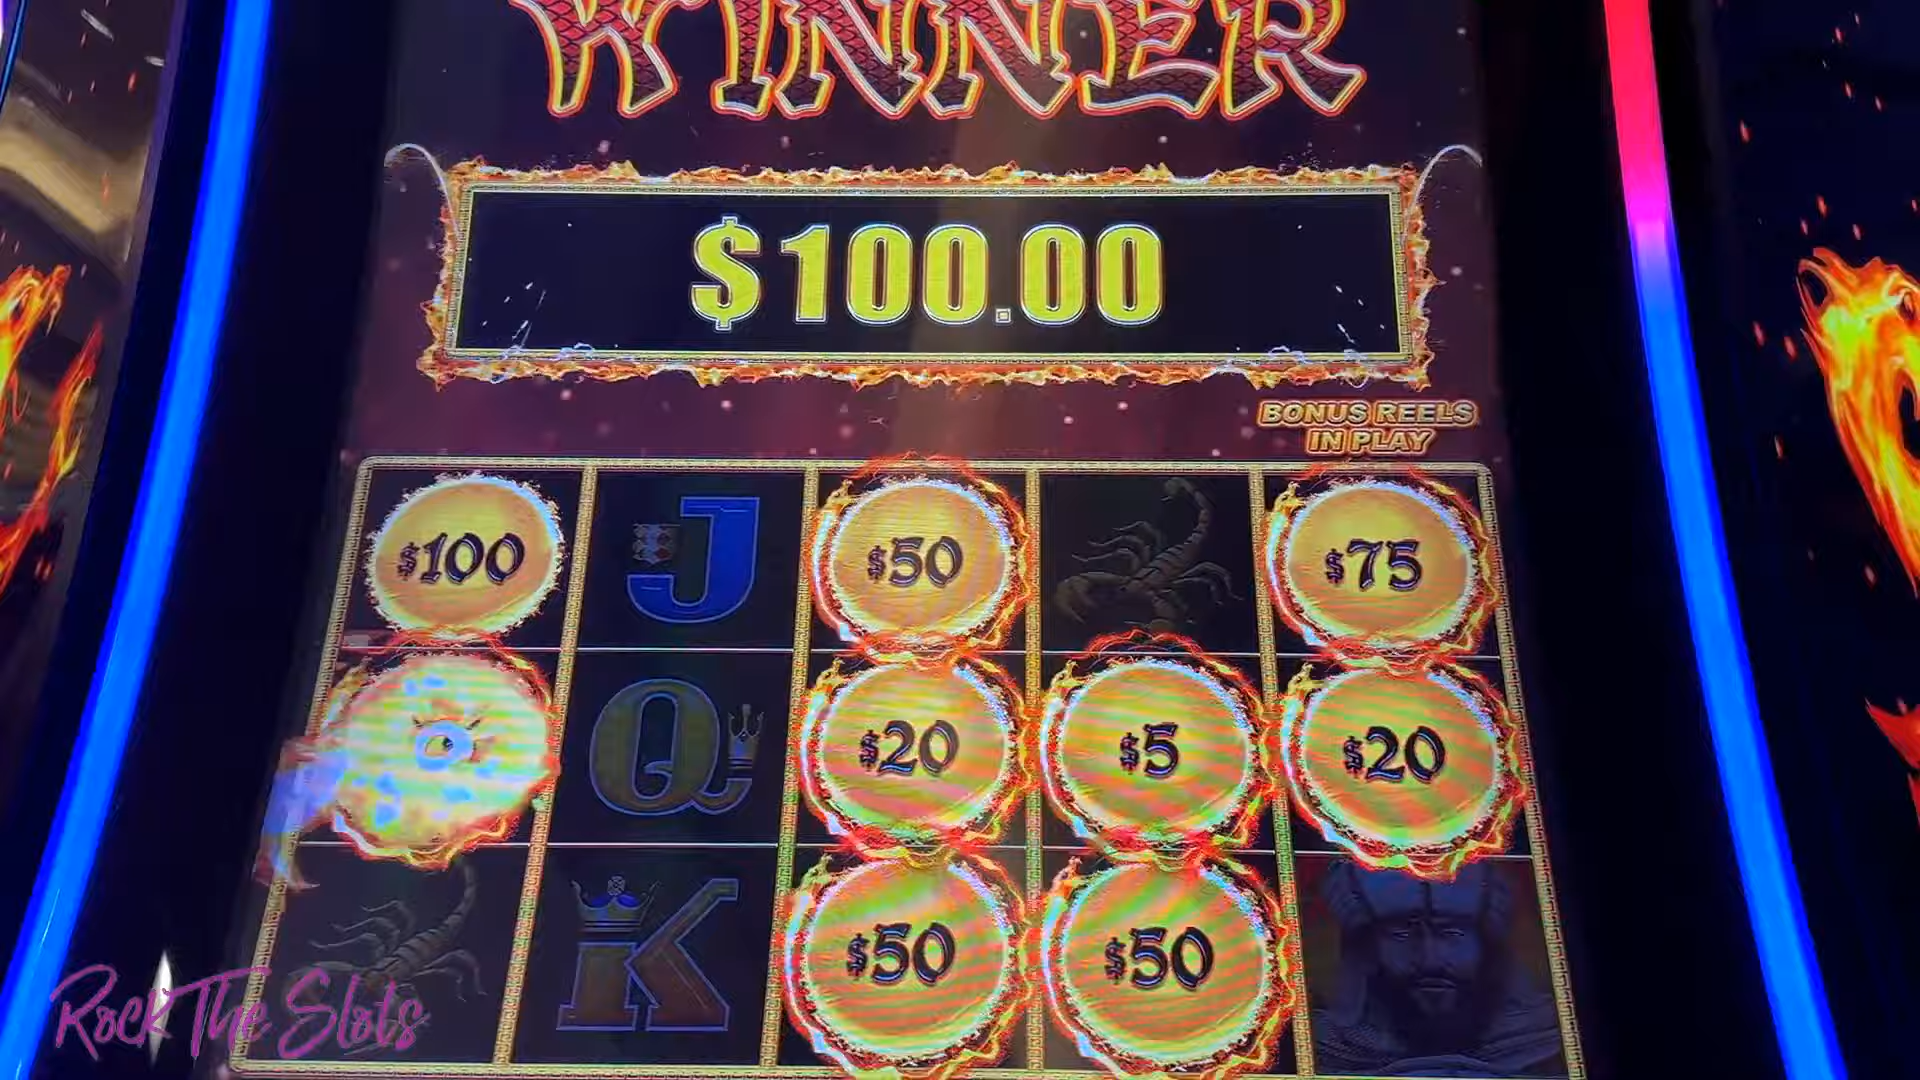 WINNER
$100.00
BONUS REELS
IN PLAY
$100 J $50 $75
Q $20 $5 $20
K $50 $50
Rock The Slots